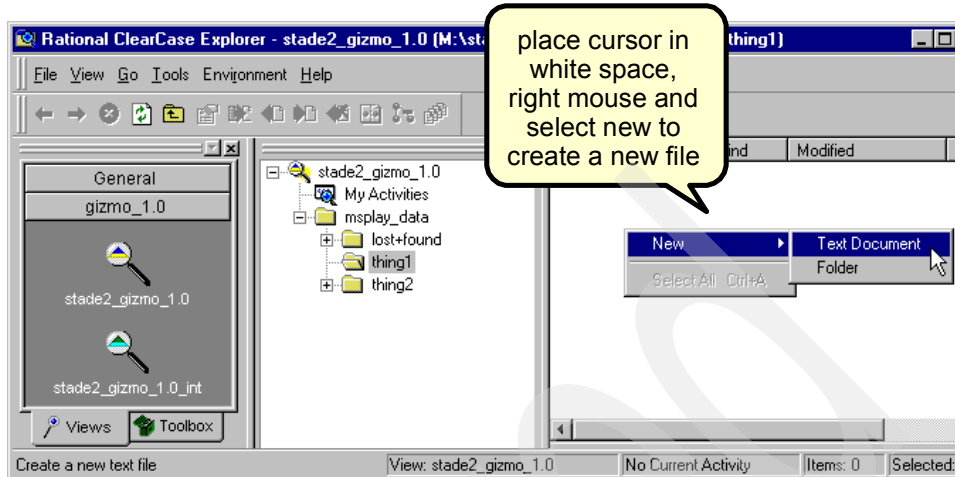 Rational ClearCase Explorer - stade2_gizmo_1.0 (M:\sta
thing1)
place cursor in
white space,
right mouse and
select new to
create a new file
File View Go Tools Environment Help
ind Modified
General
gizmo_1.0
stade2_gizmo_1.0
stade2_gizmo_1.0_int
Views Toolbox
stade2_gizmo_1.0
My Activities
msplay_data
lost+found
thing1
thing2
New Text Document
Folder
Select All Ctrl+A
Create a new text file View: stade2_gizmo_1.0 No Current Activity Items: 0 Selected: